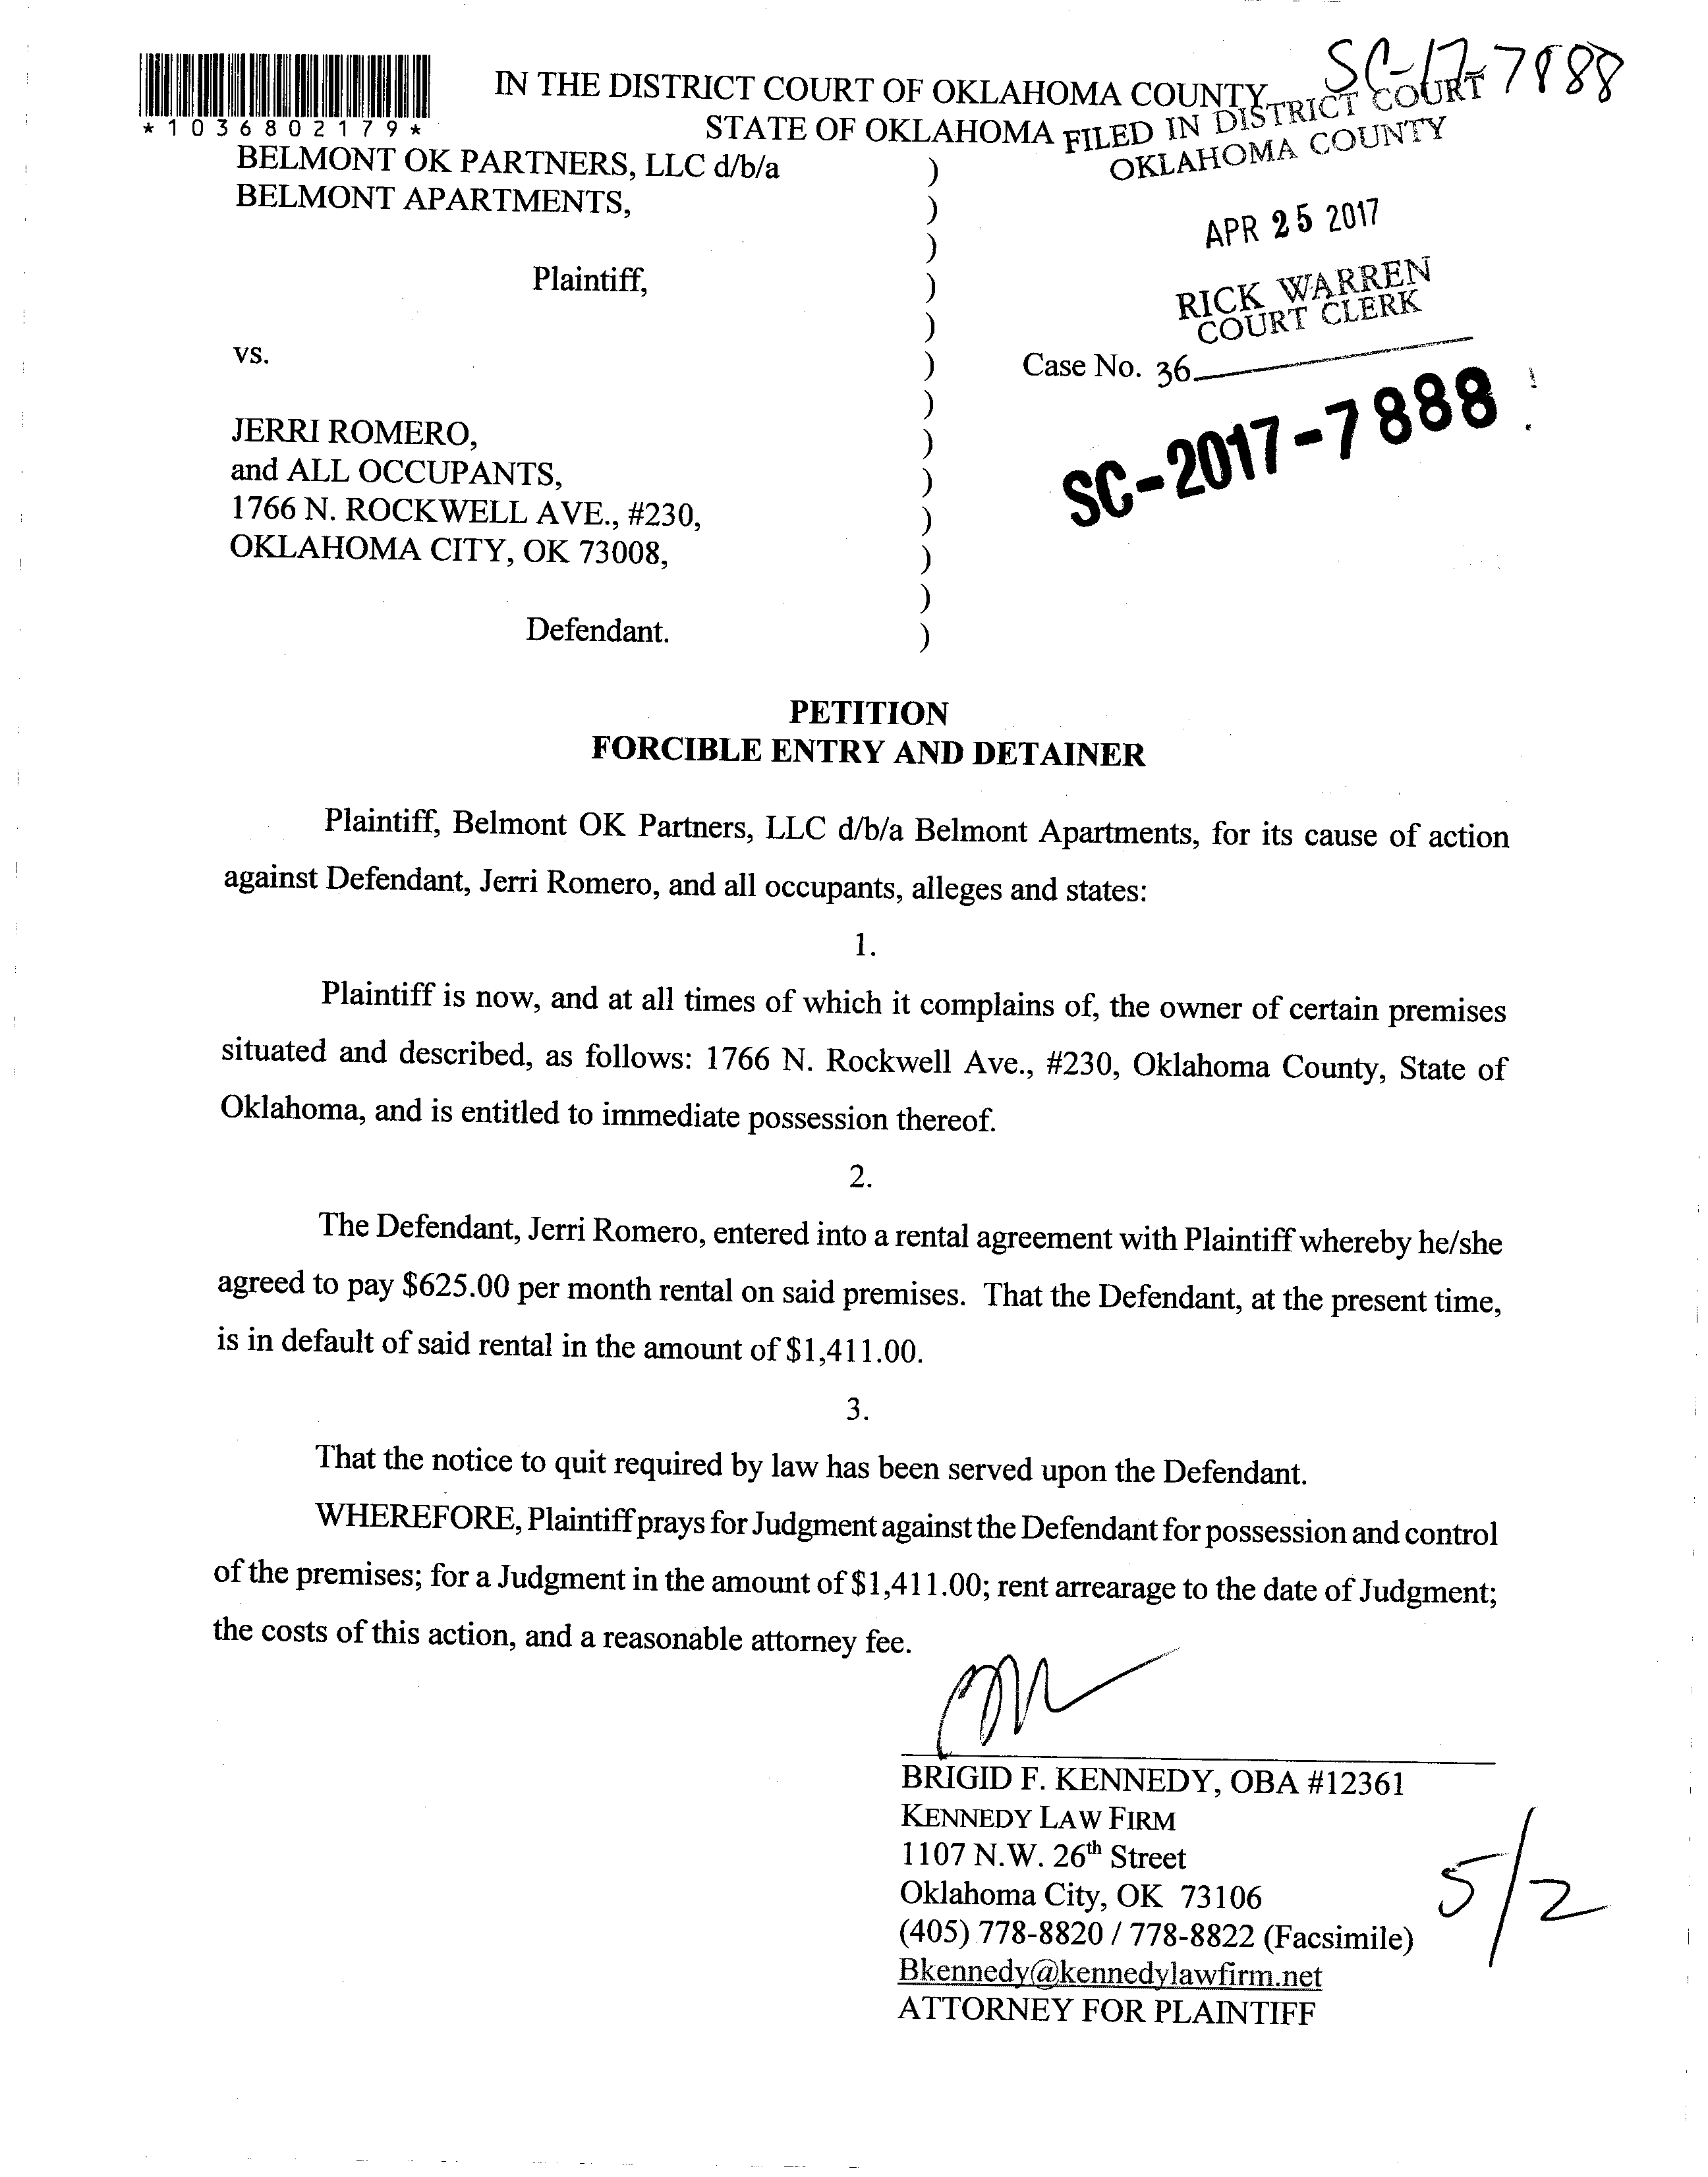 SC-17-7888
IN THE DISTRICT COURT OF OKLAHOMA COUNTY
STATE OF OKLAHOMA
FILED IN DISTRICT COURT
OKLAHOMA COUNTY
*1036802179*
BELMONT OK PARTNERS, LLC d/b/a )
BELMONT APARTMENTS, )
)
APR 25 2017
Plaintiff, )
RICK WARREN
COURT CLERK
)
vs. ) Case No. 36
)
SC-2017-7888
JERRI ROMERO, )
and ALL OCCUPANTS, )
1766 N. ROCKWELL AVE., #230, )
OKLAHOMA CITY, OK 73008, )
)
Defendant. )
PETITION
FORCIBLE ENTRY AND DETAINER
Plaintiff, Belmont OK Partners, LLC d/b/a Belmont Apartments, for its cause of action
against Defendant, Jerri Romero, and all occupants, alleges and states:
1.
Plaintiff is now, and at all times of which it complains of, the owner of certain premises
situated and described, as follows: 1766 N. Rockwell Ave., #230, Oklahoma County, State of
Oklahoma, and is entitled to immediate possession thereof.
2.
The Defendant, Jerri Romero, entered into a rental agreement with Plaintiff whereby he/she
agreed to pay $625.00 per month rental on said premises. That the Defendant, at the present time,
is in default of said rental in the amount of $1,411.00.
3.
That the notice to quit required by law has been served upon the Defendant.
WHEREFORE, Plaintiff prays for Judgment against the Defendant for possession and control
of the premises; for a Judgment in the amount of $1,411.00; rent arrearage to the date of Judgment;
the costs of this action, and a reasonable attorney fee.
BRIGID F. KENNEDY, OBA #12361
KENNEDY LAW FIRM
1107 N.W. 26th Street
Oklahoma City, OK 73106
(405) 778-8820 / 778-8822 (Facsimile)
Bkennedy@kennedylawfirm.net
ATTORNEY FOR PLAINTIFF
5/2